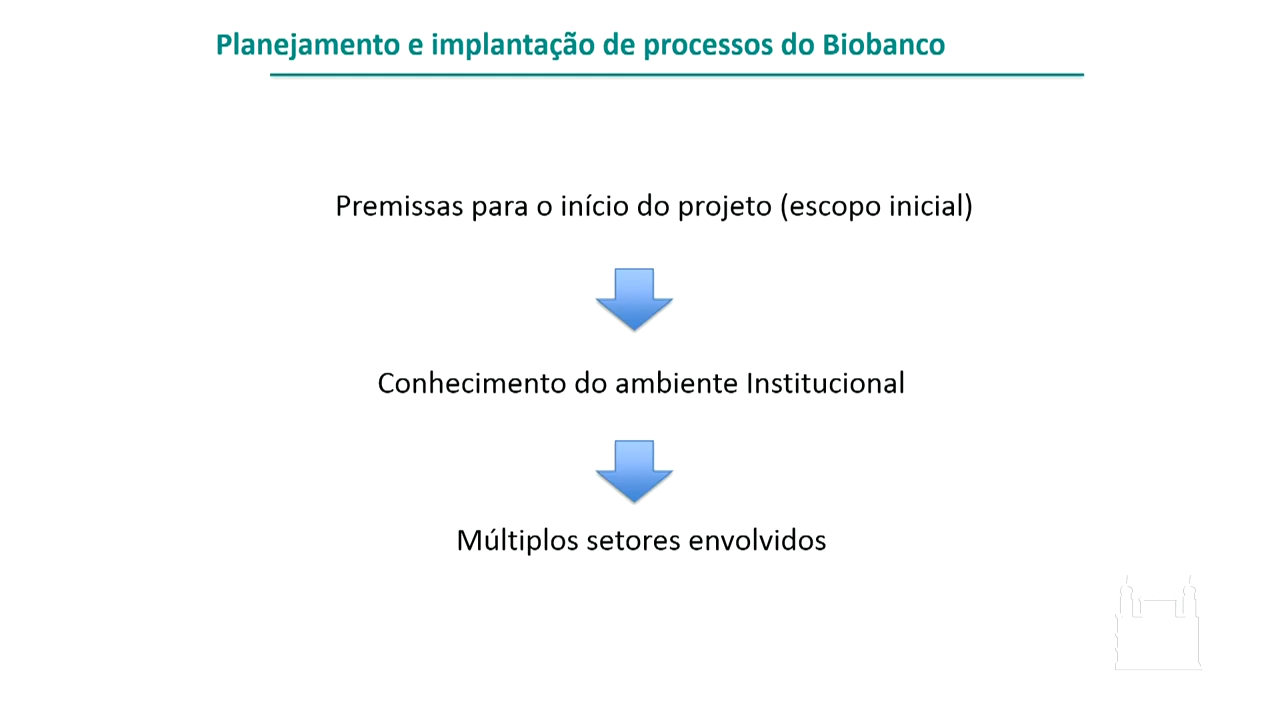 Planejamento e implantação de processos do Biobanco
Premissas para o início do projeto (escopo inicial)
Conhecimento do ambiente Institucional
Múltiplos setores envolvidos